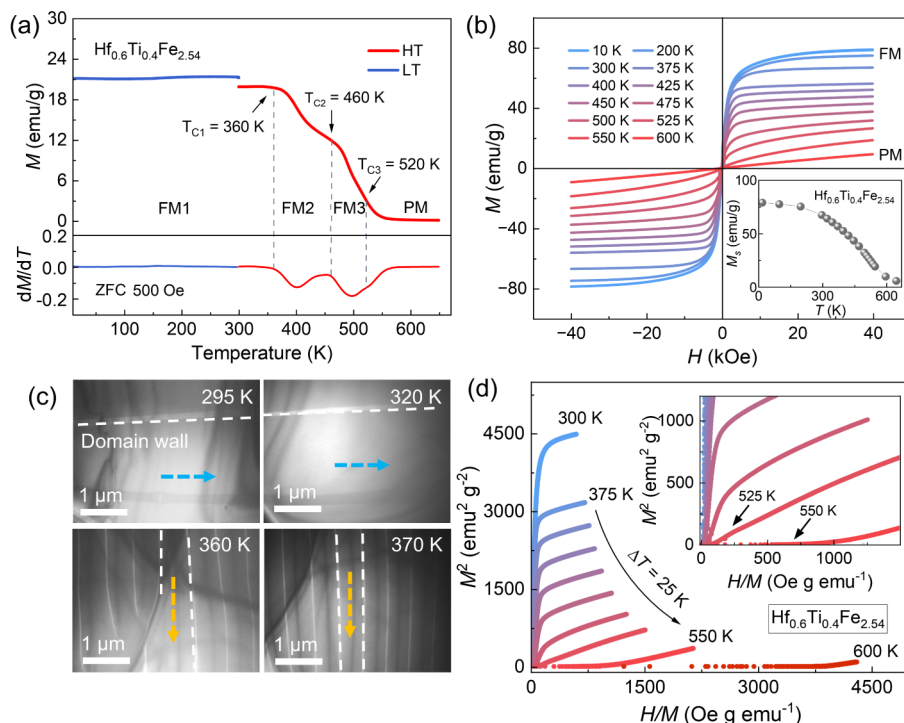 (a)
Hf0.6Ti0.4Fe2.54
HT
LT
TC1 = 360 K
TC2 = 460 K
TC3 = 520 K
FM1 FM2 FM3 PM
ZFC 500 Oe
M (emu/g)
30
24
18
12
6
0
dM/dT
0.2
0.0
-0.2
100 200 300 400 500 600
Temperature (K)
(b)
10 K 200 K
300 K 375 K
400 K 425 K
450 K 475 K
500 K 525 K
550 K 600 K
FM
PM
M (emu/g)
80
40
0
−40
−80
−40 −20 0 20 40
H (kOe)
Hf0.6Ti0.4Fe2.54
Ms (emu/g)
100
50
0
0 300 600
T (K)
(c)
295 K
Domain wall
1 µm
320 K
1 µm
360 K
1 µm
370 K
1 µm
(d)
300 K
375 K
ΔT = 25 K
550 K
600 K
Hf0.6Ti0.4Fe2.54
M2 (emu2 g-2)
4500
3000
1500
0
0 1500 3000 4500
H/M (Oe g emu-1)
525 K
550 K
M2 (emu2 g-2)
1000
500
0
0 500 1000
H/M (Oe g emu-1)